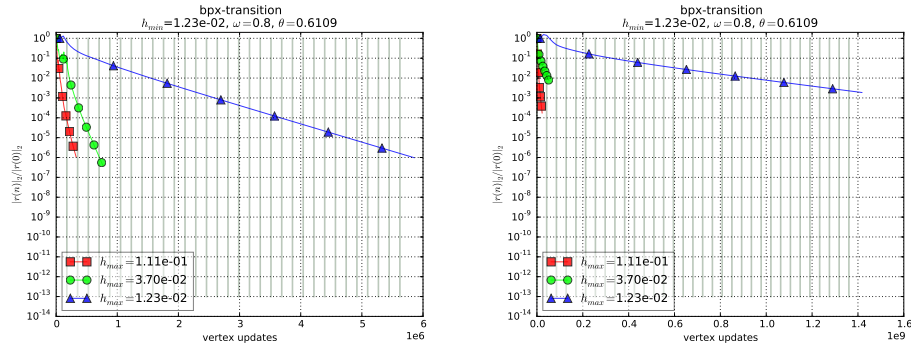 bpx-transition
h_min=1.23e-02, ω=0.8, θ=0.6109
|r(n)|_2/|r(0)|_2
10^0
10^-1
10^-2
10^-3
10^-4
10^-5
10^-6
10^-7
10^-8
10^-9
10^-10
10^-11
10^-12
10^-13
10^-14
h_max=1.11e-01
h_max=3.70e-02
h_max=1.23e-02
0 1 2 3 4 5 6
vertex updates
1e6
bpx-transition
h_min=1.23e-02, ω=0.8, θ=0.6109
|r(n)|_2/|r(0)|_2
10^0
10^-1
10^-2
10^-3
10^-4
10^-5
10^-6
10^-7
10^-8
10^-9
10^-10
10^-11
10^-12
10^-13
10^-14
h_max=1.11e-01
h_max=3.70e-02
h_max=1.23e-02
0.0 0.2 0.4 0.6 0.8 1.0 1.2 1.4 1.6
vertex updates
1e9